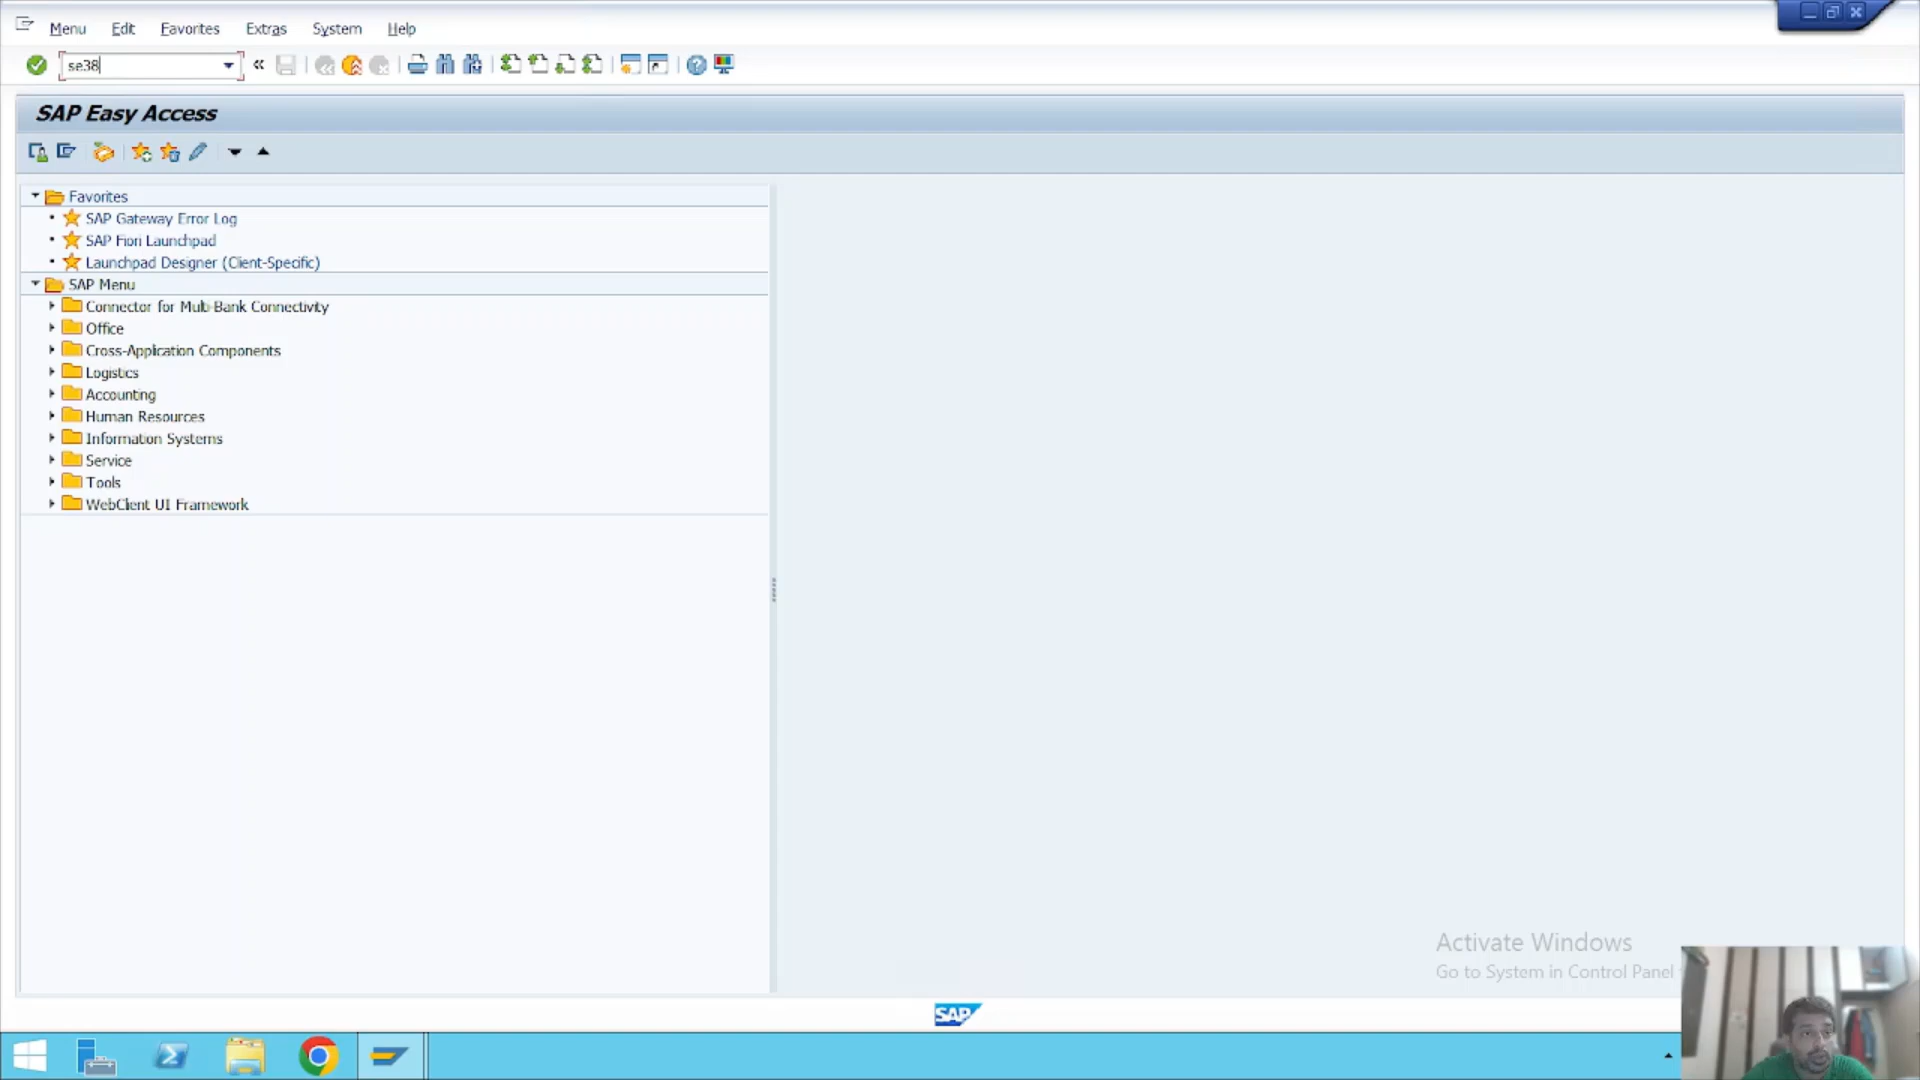 Menu Edit Favorites Extras System Help
se38
SAP Easy Access
Favorites
SAP Gateway Error Log
SAP Fiori Launchpad
Launchpad Designer (Client-Specific)
SAP Menu
Connector for Multi-Bank Connectivity
Office
Cross-Application Components
Logistics
Accounting
Human Resources
Information Systems
Service
Tools
WebClient UI Framework
Activate Windows
Go to System in Control Panel
SAP